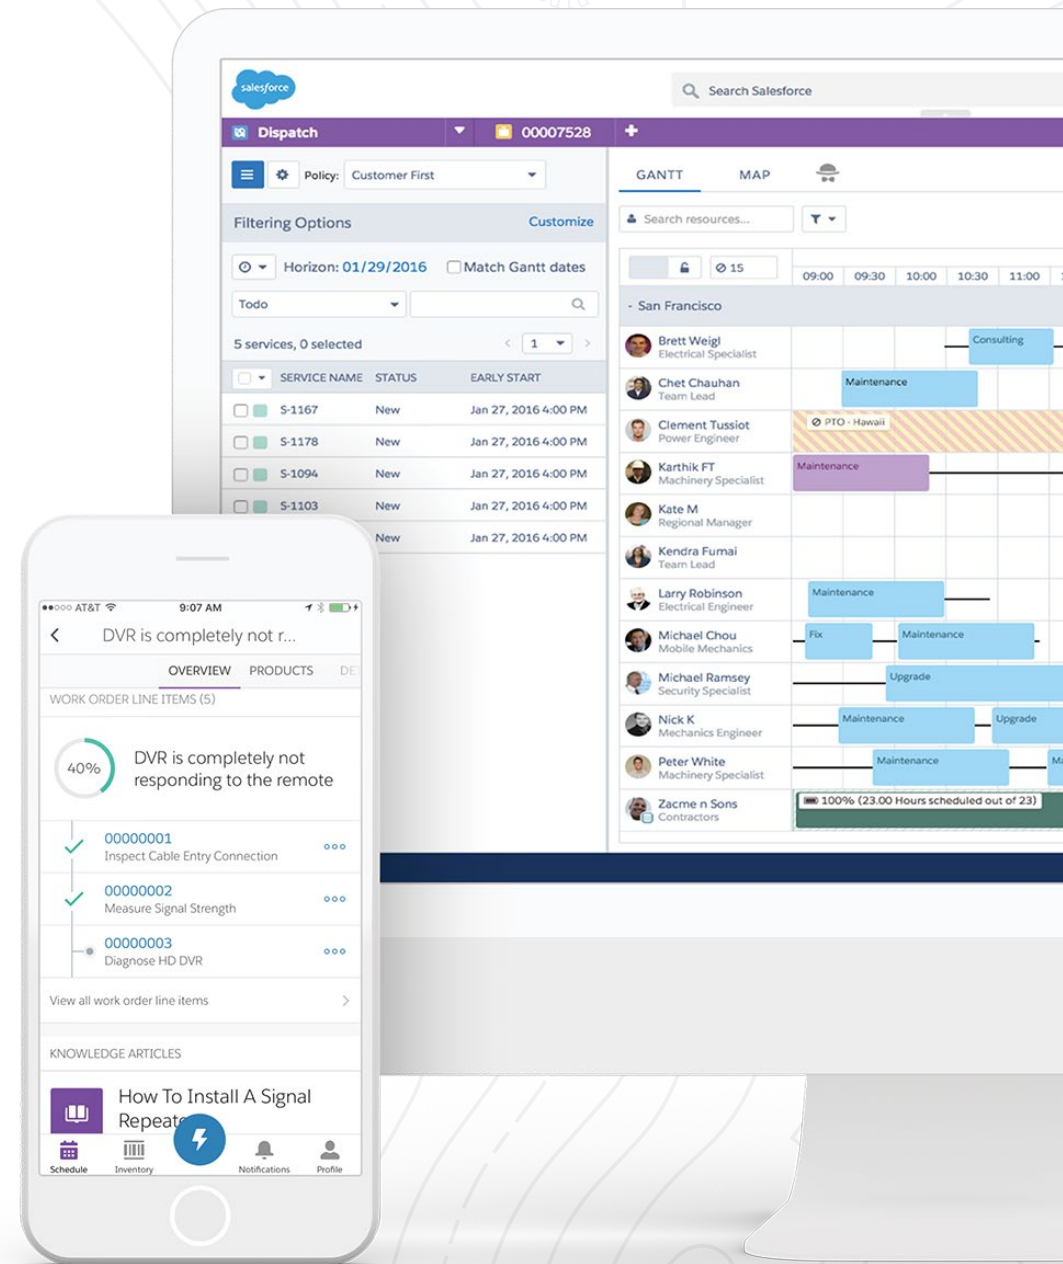 salesforce
Search Salesforce
Dispatch
00007528
Policy: Customer First
GANTT MAP
Filtering Options Customize
Search resources...
Horizon: 01/29/2016 Match Gantt dates
15
09:00 09:30 10:00 10:30 11:00
Todo
- San Francisco
5 services, 0 selected
1
SERVICE NAME STATUS EARLY START
S-1167 New Jan 27, 2016 4:00 PM
S-1178 New Jan 27, 2016 4:00 PM
S-1094 New Jan 27, 2016 4:00 PM
S-1103 New Jan 27, 2016 4:00 PM
New Jan 27, 2016 4:00 PM
Brett Weigl
Electrical Specialist
Consulting
Chet Chauhan
Team Lead
Maintenance
Clement Tussiot
Power Engineer
PTO - Hawaii
Karthik FT
Machinery Specialist
Maintenance
Kate M
Regional Manager
Kendra Fumai
Team Lead
Larry Robinson
Electrical Engineer
Maintenance
Michael Chou
Mobile Mechanics
Fix
Maintenance
Michael Ramsey
Security Specialist
Upgrade
Nick K
Mechanics Engineer
Maintenance
Upgrade
Peter White
Machinery Specialist
Maintenance
Ma
Zacme n Sons
Contractors
100% (23.00 Hours scheduled out of 23)
AT&T 9:07 AM
DVR is completely not r...
OVERVIEW PRODUCTS DE
WORK ORDER LINE ITEMS (5)
40%
DVR is completely not
responding to the remote
00000001
Inspect Cable Entry Connection
00000002
Measure Signal Strength
00000003
Diagnose HD DVR
View all work order line items
KNOWLEDGE ARTICLES
How To Install A Signal
Repeate
Schedule Inventory Notifications Profile